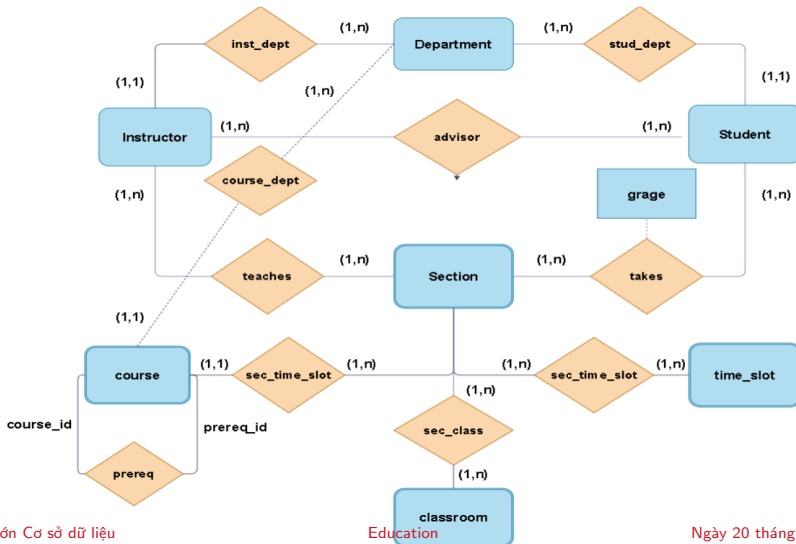 (1,n)
(1,n)
inst_dept
Department
stud_dept
(1,1)
(1,n)
(1,1)
Instructor
(1,n)
advisor
(1,n)
Student
course_dept
(1,n)
grage
(1,n)
teaches
(1,n)
Section
(1,n)
takes
(1,1)
course
(1,1)
sec_time_slot
(1,n)
(1,n)
sec_time_slot
(1,n)
time_slot
(1,n)
course_id
prereq_id
sec_class
prereq
(1,n)
classroom
ớn Cơ sở dữ liệu
Education
Ngày 20 tháng